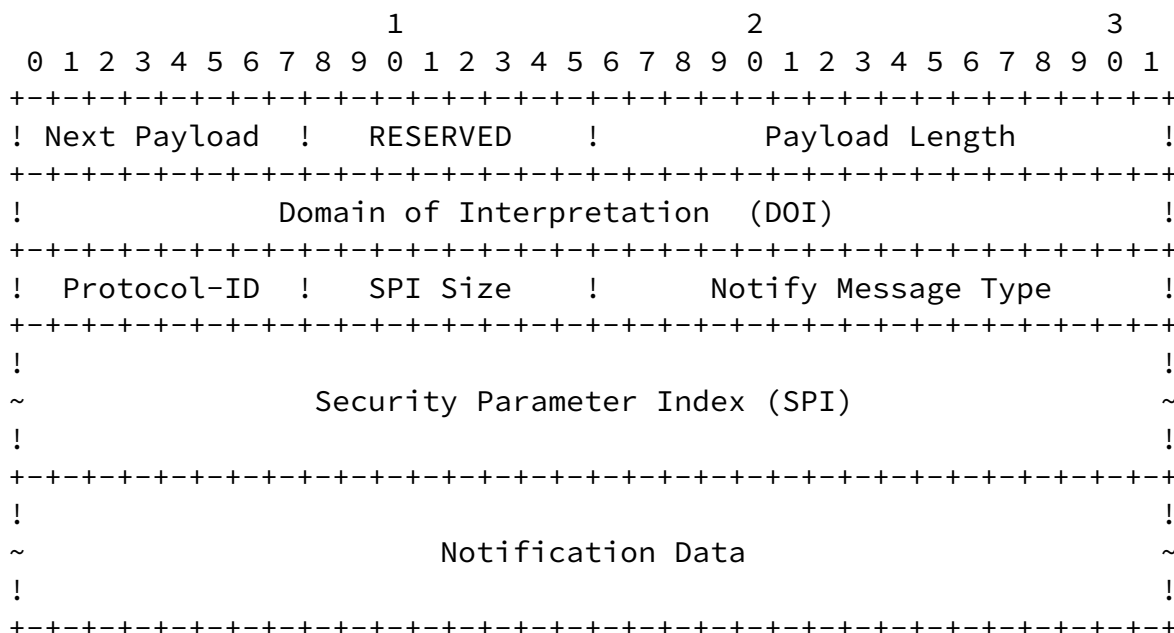 1                   2                   3
 0 1 2 3 4 5 6 7 8 9 0 1 2 3 4 5 6 7 8 9 0 1 2 3 4 5 6 7 8 9 0 1
+-+-+-+-+-+-+-+-+-+-+-+-+-+-+-+-+-+-+-+-+-+-+-+-+-+-+-+-+-+-+-+-+
! Next Payload  !   RESERVED    !         Payload Length        !
+-+-+-+-+-+-+-+-+-+-+-+-+-+-+-+-+-+-+-+-+-+-+-+-+-+-+-+-+-+-+-+-+
!              Domain of Interpretation  (DOI)                  !
+-+-+-+-+-+-+-+-+-+-+-+-+-+-+-+-+-+-+-+-+-+-+-+-+-+-+-+-+-+-+-+-+
!  Protocol-ID  !   SPI Size    !      Notify Message Type      !
+-+-+-+-+-+-+-+-+-+-+-+-+-+-+-+-+-+-+-+-+-+-+-+-+-+-+-+-+-+-+-+-+
!                                                               !
~                Security Parameter Index (SPI)                 ~
!                                                               !
+-+-+-+-+-+-+-+-+-+-+-+-+-+-+-+-+-+-+-+-+-+-+-+-+-+-+-+-+-+-+-+-+
!                                                               !
~                       Notification Data                       ~
!                                                               !
+-+-+-+-+-+-+-+-+-+-+-+-+-+-+-+-+-+-+-+-+-+-+-+-+-+-+-+-+-+-+-+-+